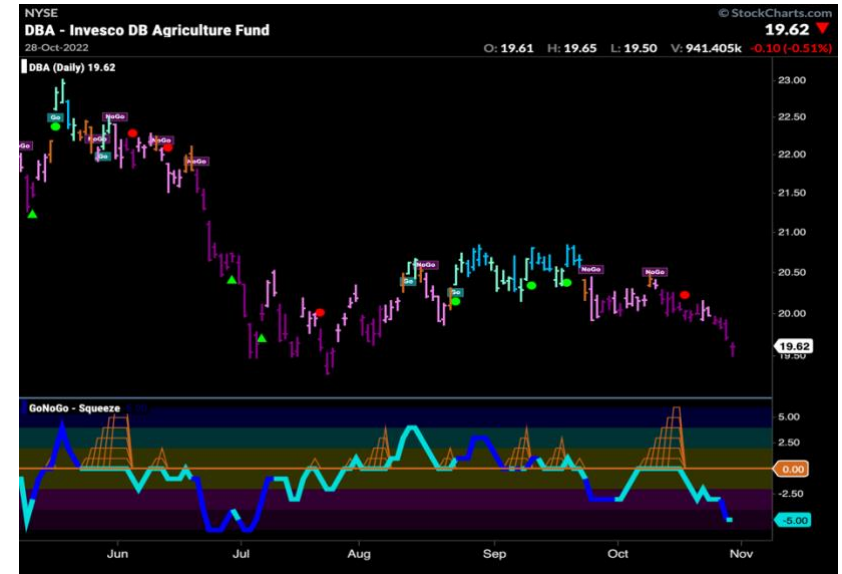 NYSE
© StockCharts.com
DBA - Invesco DB Agriculture Fund
19.62
28-Oct-2022
O: 19.61 H: 19.65 L: 19.50 V: 941.405k -0.10 (-0.51%)
DBA (Daily) 19.62
23.00
Go
NoGo
22.50
NoGo
NoGo
Go
Go
22.00
NoGo
21.50
21.00
NoGo
NoGo
NoGo
20.50
Go
Go
20.00
19.62
19.50
GoNoGo - Squeeze
5.00
2.50
0.00
-2.50
-5.00
Jun
Jul
Aug
Sep
Oct
Nov